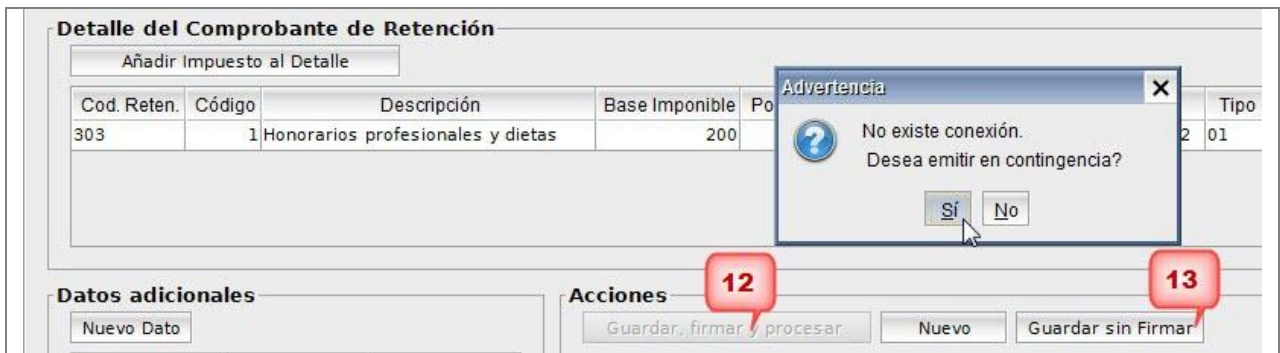 Detalle del Comprobante de Retención
Añadir Impuesto al Detalle
Advertencia
Cod. Reten. Código Descripción Base Imponible Po Tipo
No existe conexión.
303 1 Honorarios profesionales y dietas 200 2 01
Desea emitir en contingencia?
Sí No
12 13
Datos adicionales Acciones
Nuevo Dato Guardar, firmar y procesar Nuevo Guardar sin Firmar